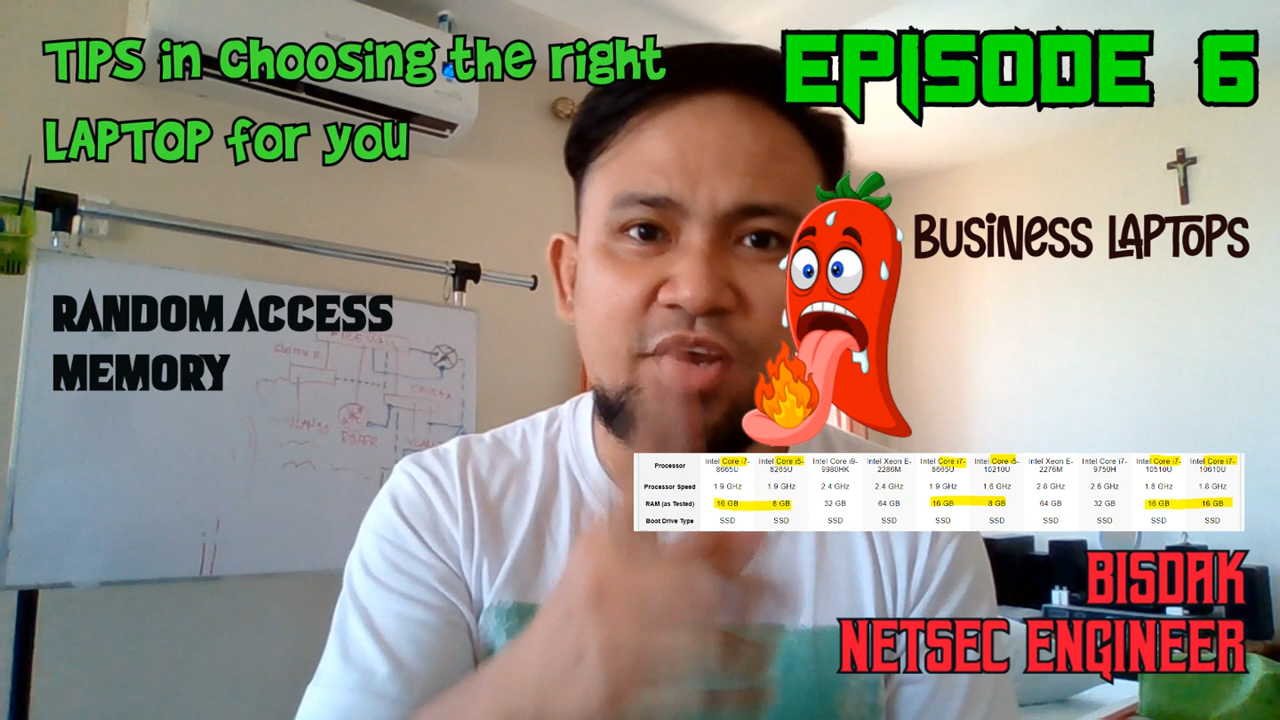 TIPS in choosing the right
LAPTOP for you
EPISODE 6
BUSINESS LAPTOPS
RANDOM ACCESS
MEMORY
Processor Intel Core i7-8665U Intel Core i5-8265U Intel Core i9-9980HK Intel Xeon E-2286M Intel Core i7-8665U Intel Core i5-10210U Intel Xeon E-2276M Intel Core i7-9750H Intel Core i7-10510U Intel Core i7-10610U
Processor Speed 1.9 GHz 1.9 GHz 2.4 GHz 2.4 GHz 1.9 GHz 1.6 GHz 2.8 GHz 2.6 GHz 1.8 GHz 1.8 GHz
RAM (as Tested) 16 GB 8 GB 32 GB 64 GB 16 GB 8 GB 64 GB 32 GB 16 GB 16 GB
Boot Drive Type SSD SSD SSD SSD SSD SSD SSD SSD SSD SSD
BISDAK
NETSEC ENGINEER